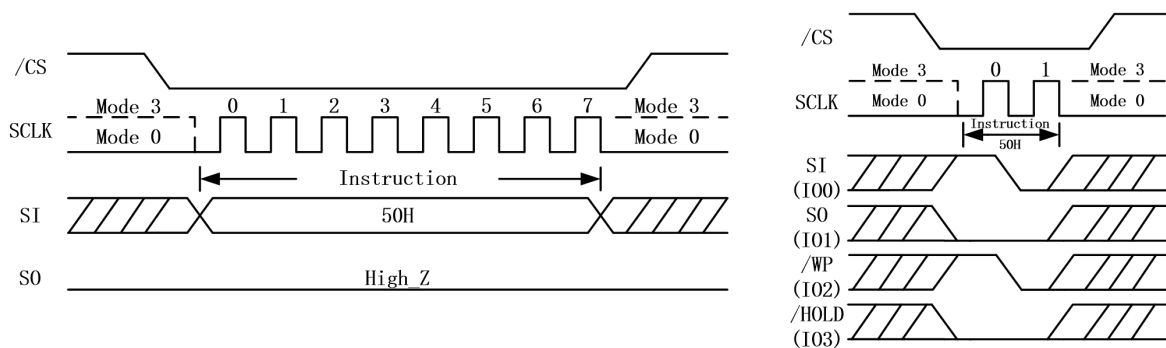 /CS
Mode 3 0 1 2 3 4 5 6 7 Mode 3
SCLK
Mode 0 Mode 0
Instruction
SI 50H
SO High_Z
/CS
Mode 3 0 1 Mode 3
SCLK Mode 0 Mode 0
Instruction
50H
SI
(IO0)
SO
(IO1)
/WP
(IO2)
/HOLD
(IO3)